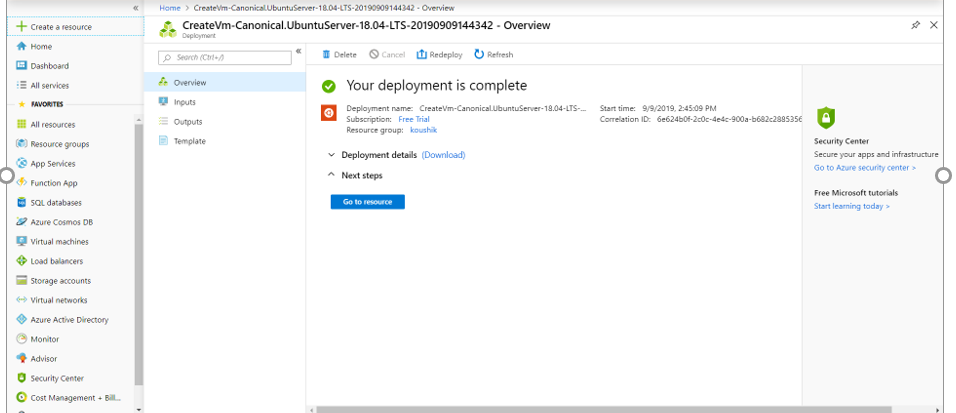 Create a resource
Home
Dashboard
All services
FAVORITES
All resources
Resource groups
App Services
Function App
SQL databases
Azure Cosmos DB
Virtual machines
Load balancers
Storage accounts
Virtual networks
Azure Active Directory
Monitor
Advisor
Security Center
Cost Management + Bill...
Home > CreateVm-Canonical.UbuntuServer-18.04-LTS-20190909144342 - Overview
CreateVm-Canonical.UbuntuServer-18.04-LTS-20190909144342 - Overview
Deployment
Search (Ctrl+/)
Overview
Inputs
Outputs
Template
Delete Cancel Redeploy Refresh
Your deployment is complete
Deployment name: CreateVm-Canonical.UbuntuServer-18.04-LTS-...
Subscription: Free Trial
Resource group: koushik
Start time: 9/9/2019, 2:45:09 PM
Correlation ID: 6e624b0f-2c0c-4e4c-900a-b682c2885356
Deployment details (Download)
Next steps
Go to resource
Security Center
Secure your apps and infrastructure
Go to Azure security center >
Free Microsoft tutorials
Start learning today >